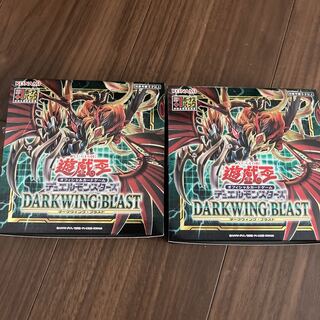 KONAMI
遊戯王
オフィシャルカードゲーム
デュエルモンスターズ
DARKWING BLAST
ダークウィング・ブラスト
KONAMI
遊戯王
オフィシャルカードゲーム
デュエルモンスターズ
DARKWING BLAST
ダークウィング・ブラスト